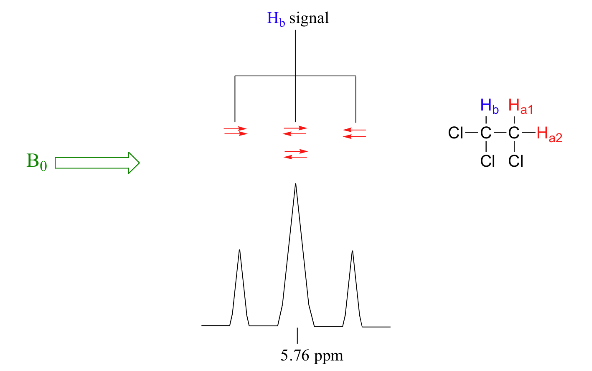 Hb signal
Hb Ha1
Cl C C Ha2
Cl Cl
B0
5.76 ppm